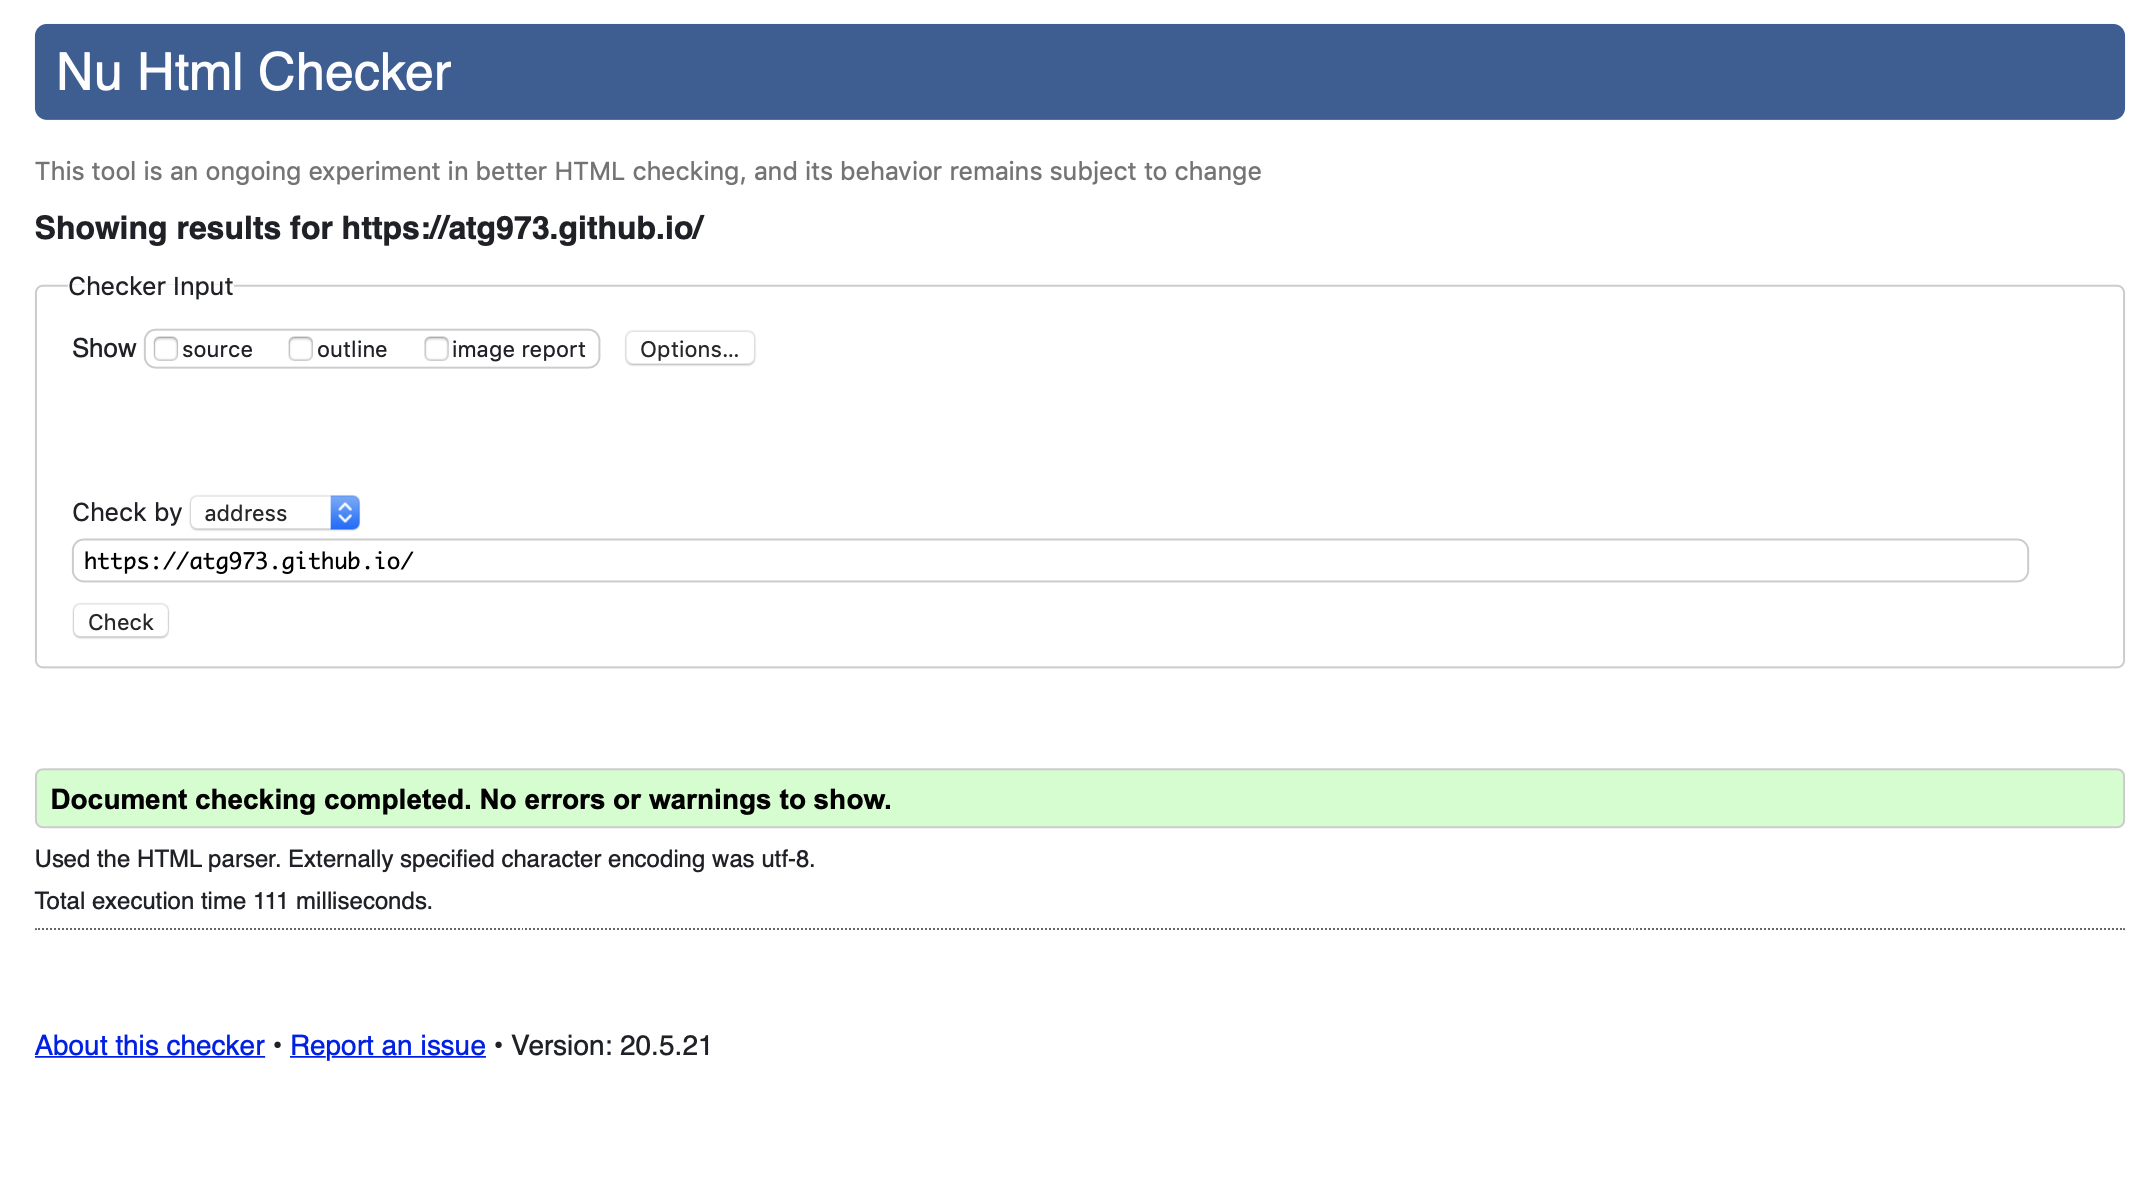 Nu Html Checker
This tool is an ongoing experiment in better HTML checking, and its behavior remains subject to change
Showing results for https://atg973.github.io/
Checker Input
Show source outline image report Options...
Check by address
https://atg973.github.io/
Check
Document checking completed. No errors or warnings to show.
Used the HTML parser. Externally specified character encoding was utf-8.
Total execution time 111 milliseconds.
About this checker • Report an issue • Version: 20.5.21